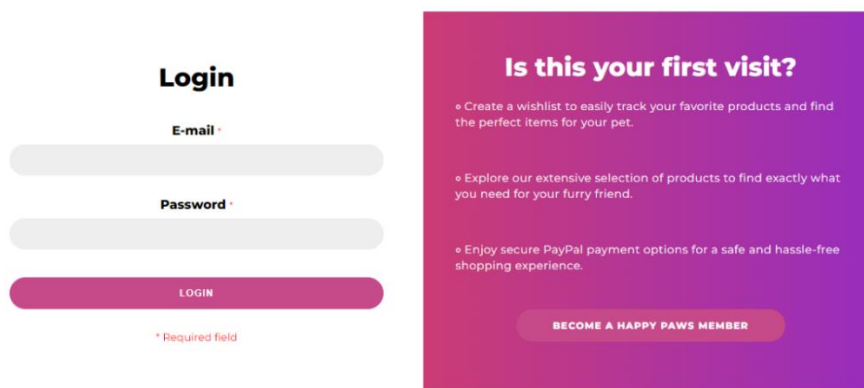 Login
E-mail *
Password *
LOGIN
* Required field
Is this your first visit?
∘ Create a wishlist to easily track your favorite products and find
the perfect items for your pet.
∘ Explore our extensive selection of products to find exactly what
you need for your furry friend.
∘ Enjoy secure PayPal payment options for a safe and hassle-free
shopping experience.
BECOME A HAPPY PAWS MEMBER